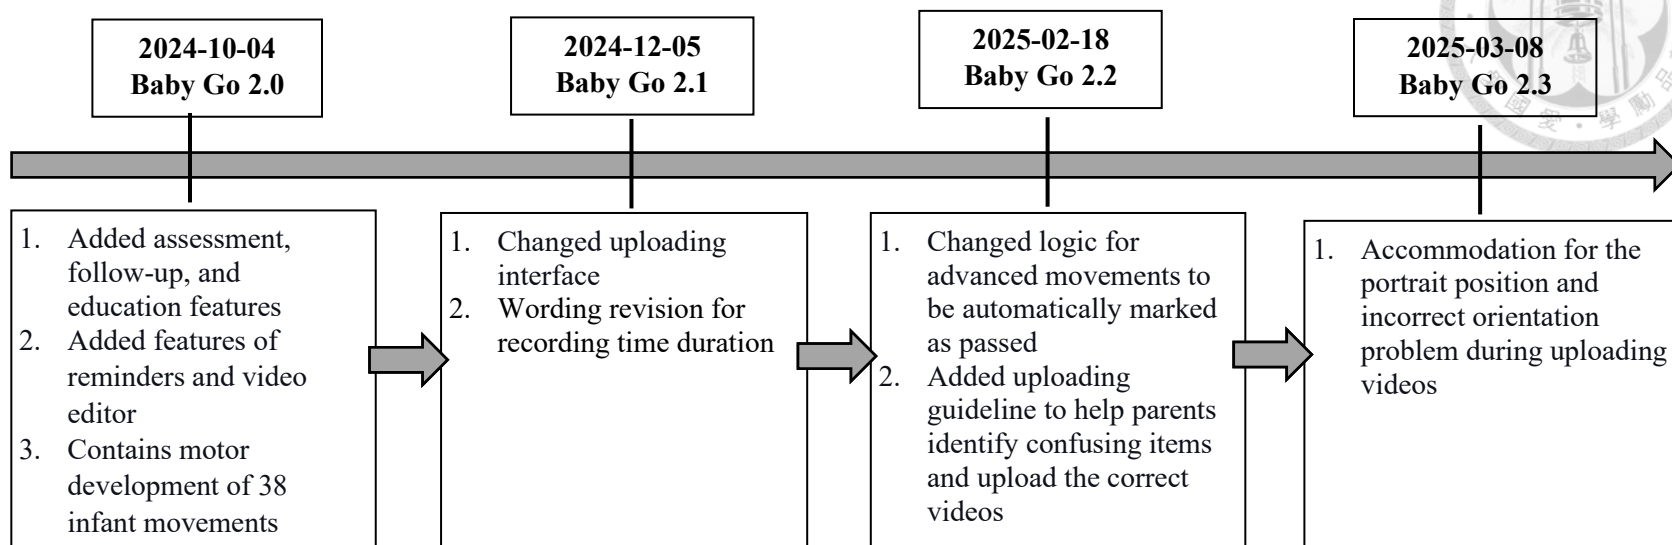 2024-10-04
Baby Go 2.0
2024-12-05
Baby Go 2.1
2025-02-18
Baby Go 2.2
2025-03-08
Baby Go 2.3
1. Added assessment,
follow-up, and
education features
2. Added features of
reminders and video
editor
3. Contains motor
development of 38
infant movements
1. Changed uploading
interface
2. Wording revision for
recording time duration
1. Changed logic for
advanced movements to
be automatically marked
as passed
2. Added uploading
guideline to help parents
identify confusing items
and upload the correct
videos
1. Accommodation for the
portrait position and
incorrect orientation
problem during uploading
videos
國愛・學勵品